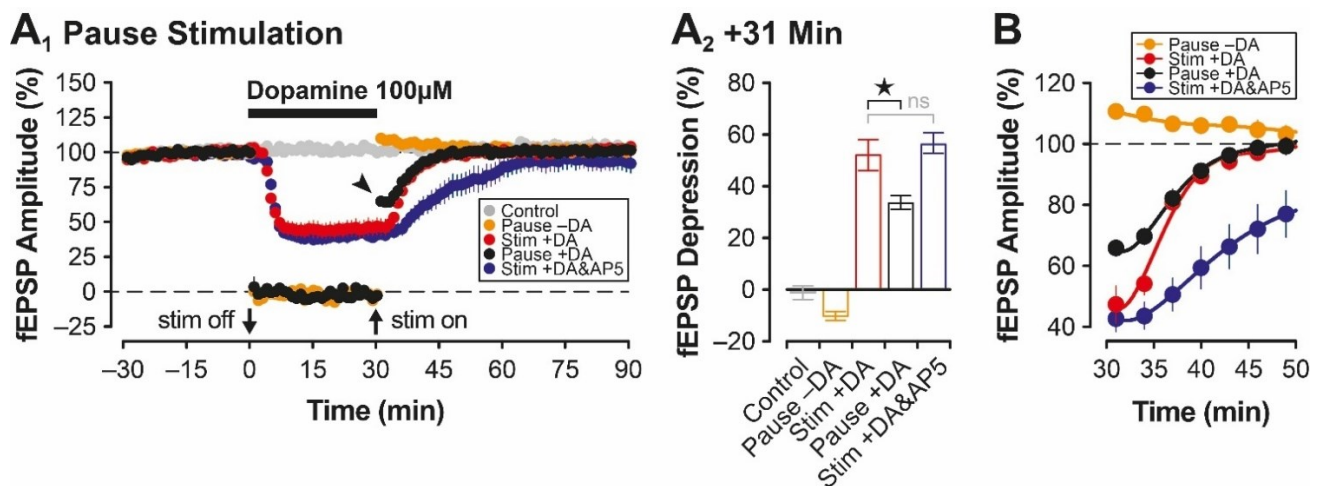 A1 Pause Stimulation
fEPSP Amplitude (%)
150
125
100
75
50
25
0
–25
Dopamine 100µM
Control
Pause –DA
Stim +DA
Pause +DA
Stim +DA&AP5
stim off
stim on
–30
–15
0
15
30
45
60
75
90
Time (min)
A2 +31 Min
fEPSP Depression (%)
80
60
40
20
0
–20
★
ns
Control
Pause –DA
Stim +DA
Pause +DA
Stim +DA&AP5
B
Pause –DA
Stim +DA
Pause +DA
Stim +DA&AP5
fEPSP Amplitude (%)
120
100
80
60
40
30
35
40
45
50
Time (min)